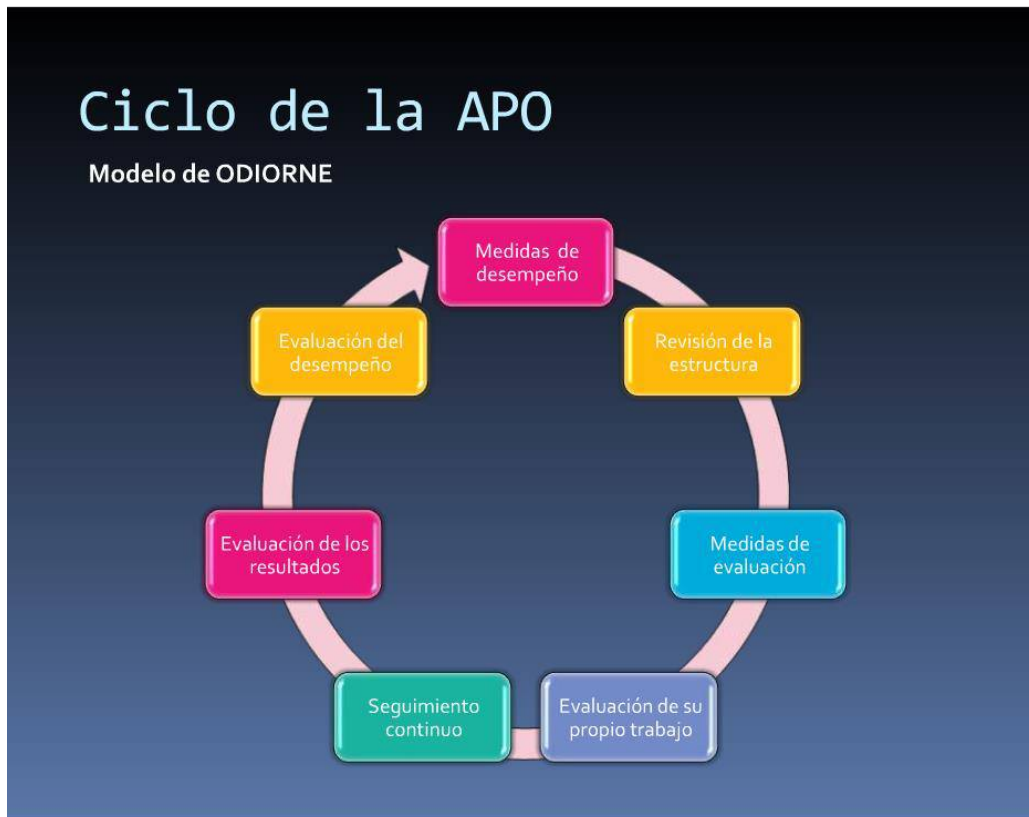 Ciclo de la APO
Modelo de ODIORNE
Medidas de
desempeño
Revisión de la
estructura
Medidas de
evaluación
Evaluación de su
propio trabajo
Seguimiento
continuo
Evaluación de los
resultados
Evaluación del
desempeño